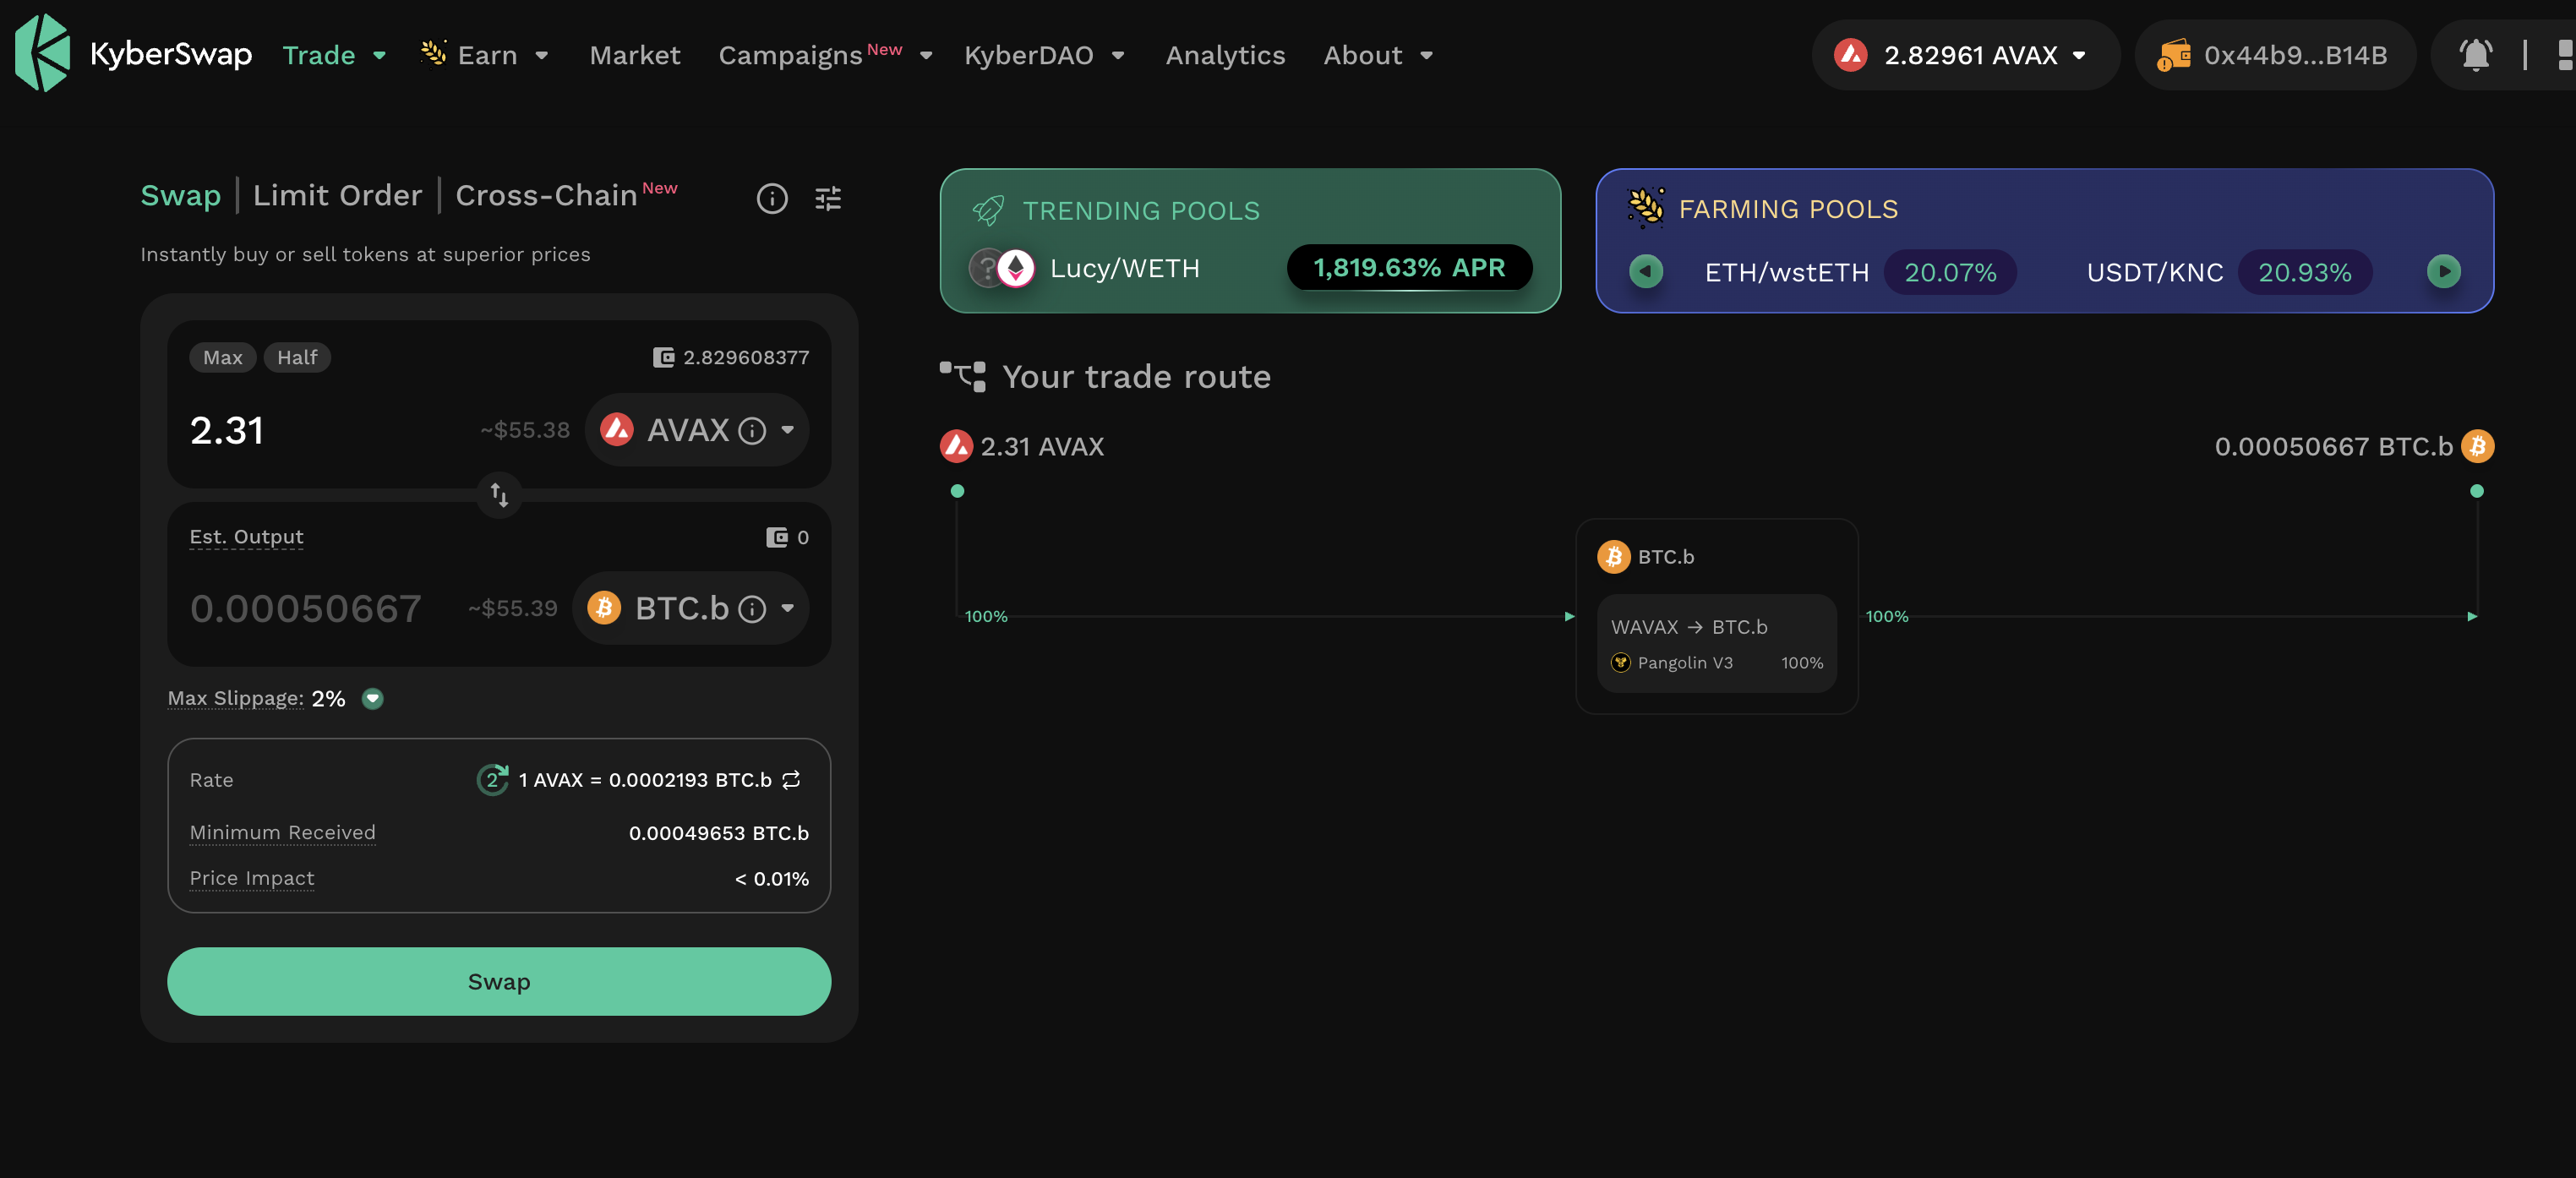 KyberSwap Trade Earn Market Campaigns New KyberDAO Analytics About 2.82961 AVAX 0x44b9...B14B
Swap | Limit Order | Cross-Chain New
Instantly buy or sell tokens at superior prices
Max Half 2.829608377
2.31 ~$55.38 AVAX
Est. Output 0
0.00050667 ~$55.39 BTC.b
Max Slippage: 2%
Rate 2 1 AVAX = 0.0002193 BTC.b
Minimum Received 0.00049653 BTC.b
Price Impact < 0.01%
Swap
TRENDING POOLS
? Lucy/WETH 1,819.63% APR
FARMING POOLS
ETH/wstETH 20.07% USDT/KNC 20.93%
Your trade route
2.31 AVAX 0.00050667 BTC.b
BTC.b
100% 100%
WAVAX → BTC.b
Pangolin V3 100%